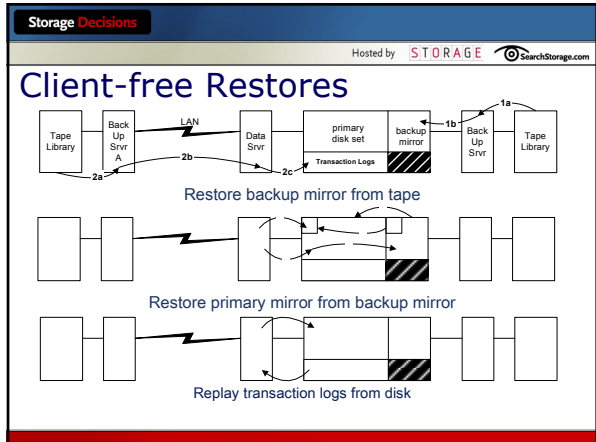 Storage Decisions
Hosted by STORAGE SearchStorage.com
Client-free Restores
Tape Library
Back Up Srvr A
LAN
Data Srvr
primary disk set
Transaction Logs
backup mirror
Back Up Srvr
Tape Library
1a
1b
2a
2b
2c
Restore backup mirror from tape
Restore primary mirror from backup mirror
Replay transaction logs from disk